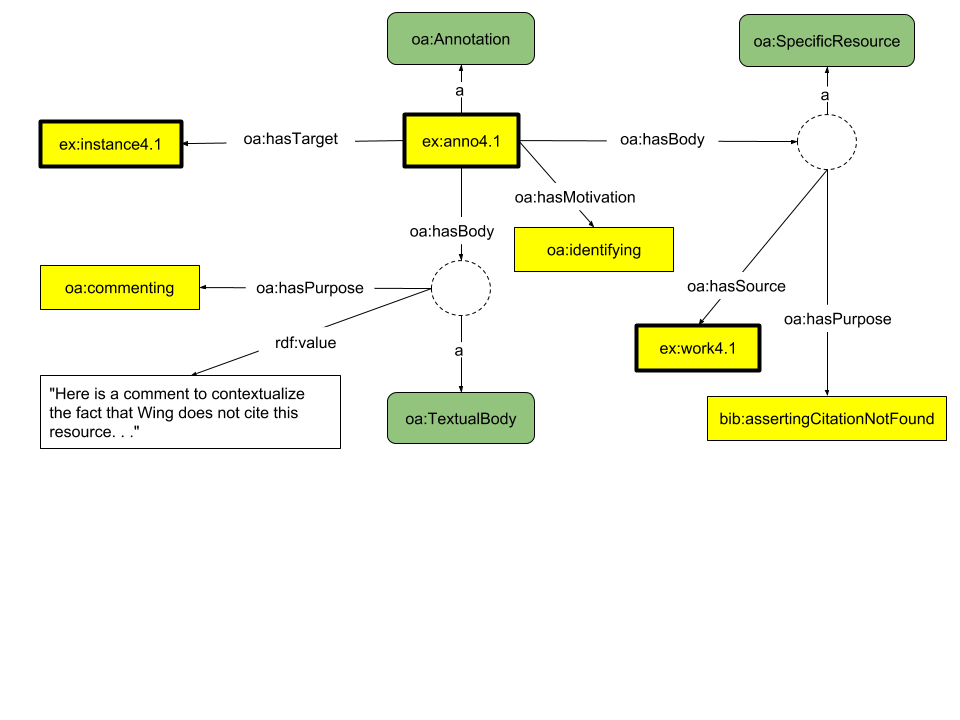 oa:Annotation
oa:SpecificResource
a
a
ex:instance4.1
oa:hasTarget
ex:anno4.1
oa:hasBody
oa:hasMotivation
oa:hasBody
oa:identifying
oa:commenting
oa:hasPurpose
oa:hasSource
oa:hasPurpose
rdf:value
a
ex:work4.1
"Here is a comment to contextualize
the fact that Wing does not cite this
resource. . ."
oa:TextualBody
bib:assertingCitationNotFound